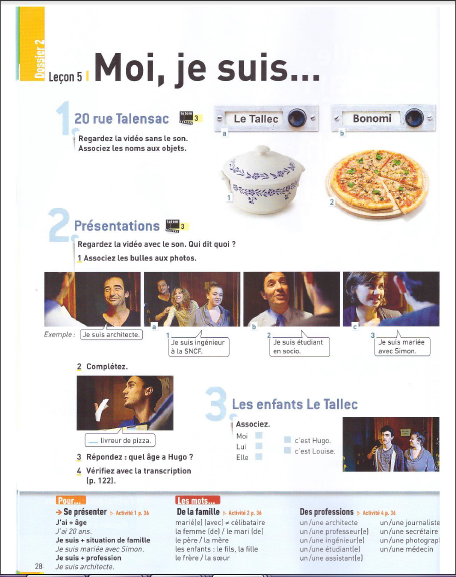 Dossier 2
Leçon 5 Moi, je suis...
1 20 rue Talensac 3
Regardez la vidéo sans le son.
Associez les noms aux objets.
Le Tallec
a
Bonomi
b
1
2
2 Présentations 3
Regardez la vidéo avec le son. Qui dit quoi ?
1 Associez les bulles aux photos.
a
b
c
Exemple : Je suis architecte.
1 Je suis ingénieur
à la SNCF.
2 Je suis étudiant
en socio.
3 Je suis mariée
avec Simon.
2 Complétez.
livreur de pizza.
3 Répondez : quel âge a Hugo ?
4 Vérifiez avec la transcription
(p. 122).
3 Les enfants Le Tallec
Associez.
Moi
Lui
Elle
c'est Hugo.
c'est Louise.
Pour...
→ Se présenter ▷ Activité 1 p. 36
J'ai + âge
J'ai 20 ans.
Je suis + situation de famille
Je suis mariée avec Simon.
Je suis + profession
Je suis architecte.
Les mots...
De la famille ▷ Activité 2 p. 36
marié(e) (avec) ≠ célibataire
la femme (de) / le mari (de)
le père / la mère
les enfants : le fils, la fille
le frère / la sœur
Des professions ▷ Activité 4 p. 36
un/une architecte
un/une professeur(e)
un/une ingénieur(e)
un/une étudiant(e)
un/une assistant(e)
un/une journaliste
un/une secrétaire
un/une photograp
un/une médecin
28